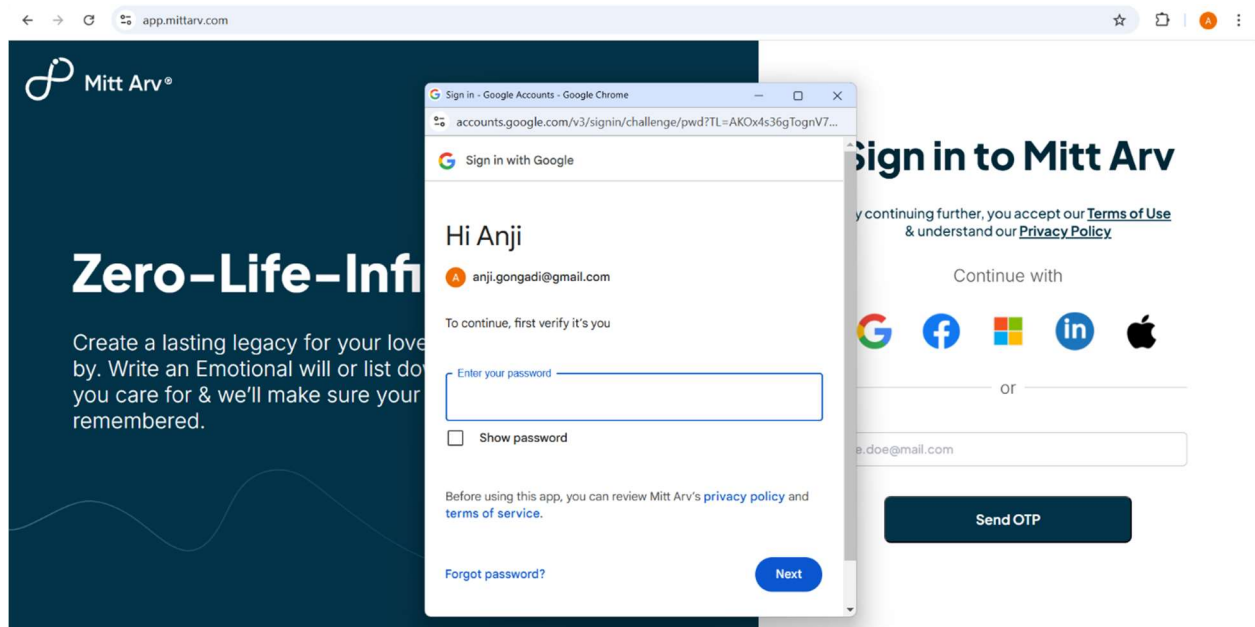 app.mittarv.com
A
Mitt Arv®
Zero–Life–Infi
Create a lasting legacy for your love
by. Write an Emotional will or list do
you care for & we'll make sure your
remembered.
Sign in - Google Accounts - Google Chrome
accounts.google.com/v3/signin/challenge/pwd?TL=AKOx4s36gTognV7...
Sign in with Google
Hi Anji
A
anji.gongadi@gmail.com
To continue, first verify it's you
Enter your password
Show password
Before using this app, you can review Mitt Arv's privacy policy and
terms of service.
Forgot password?
Next
Sign in to Mitt Arv
y continuing further, you accept our Terms of Use
& understand our Privacy Policy
Continue with
in
or
e.doe@mail.com
Send OTP